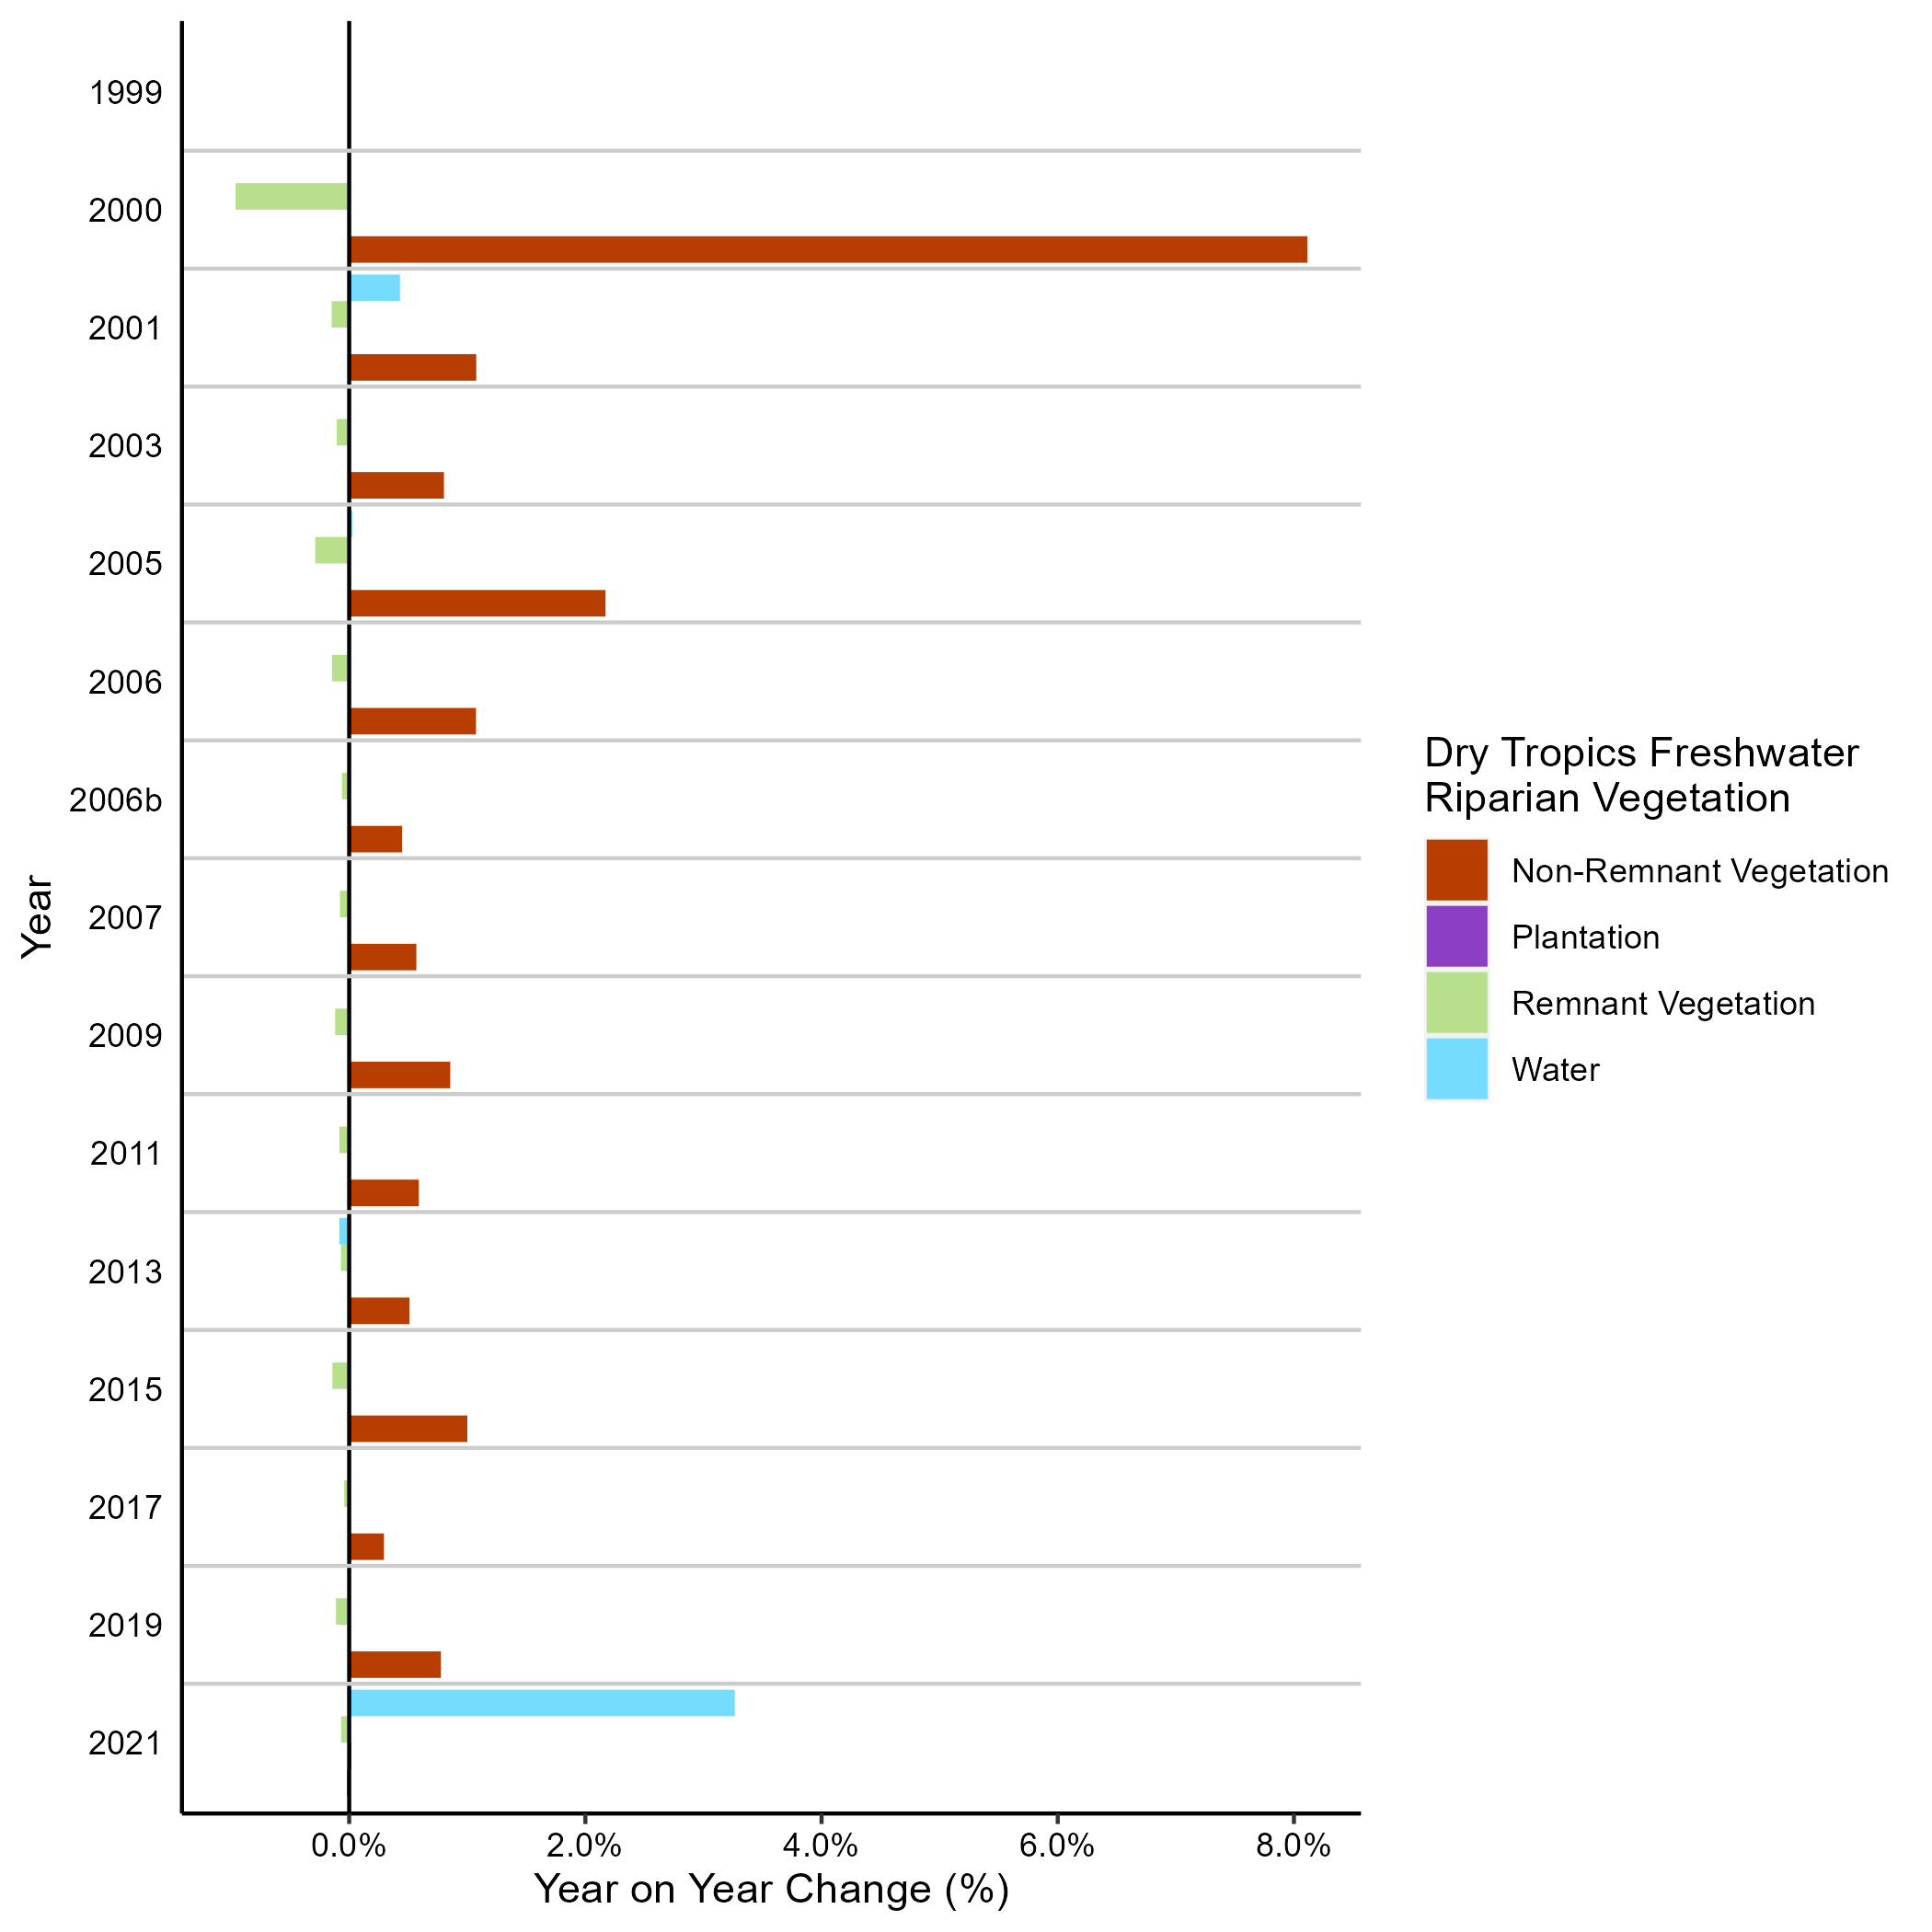 1999
2000
2001
2003
2005
2006
2006b
2007
2009
2011
2013
2015
2017
2019
2021
Year
0.0%
2.0%
4.0%
6.0%
8.0%
Year on Year Change (%)
Dry Tropics Freshwater
Riparian Vegetation
Non-Remnant Vegetation
Plantation
Remnant Vegetation
Water